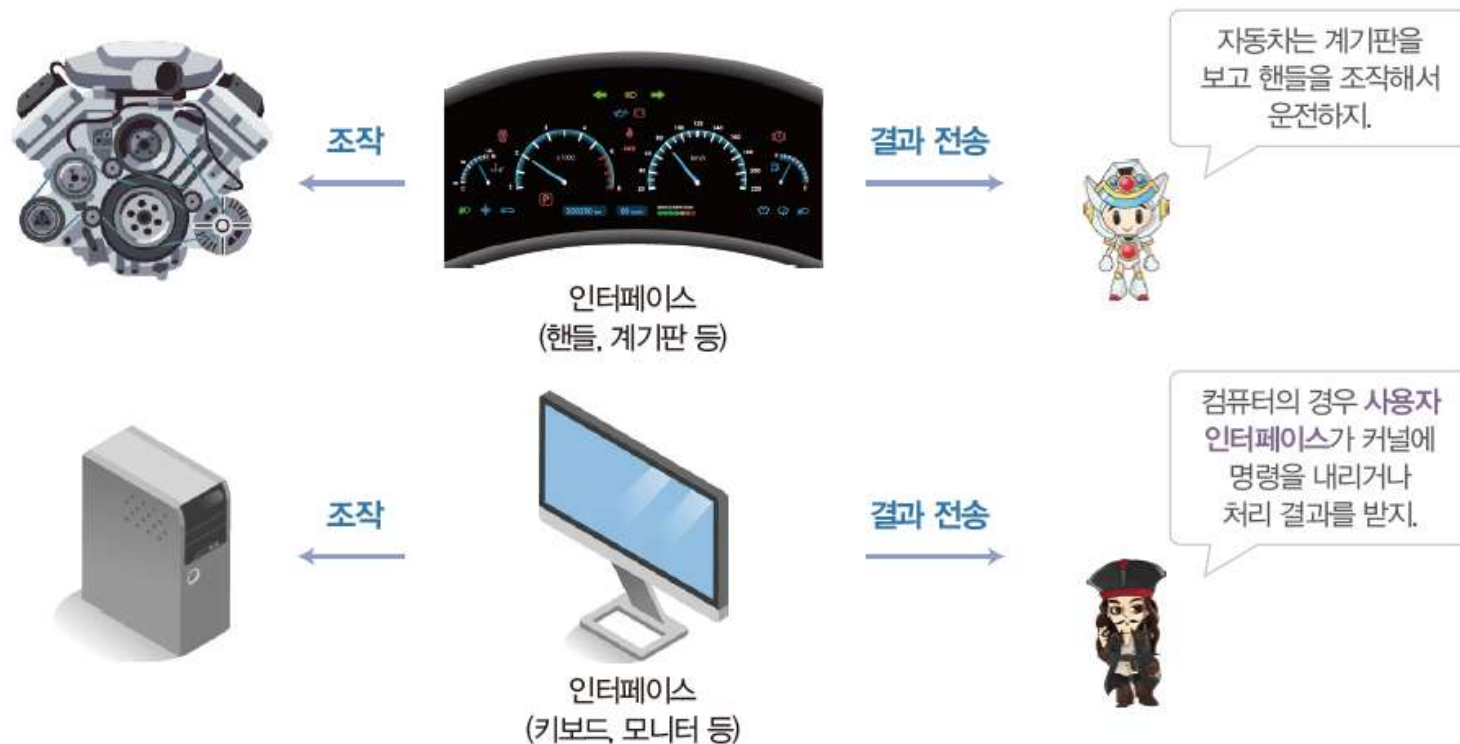 자동차는 계기판을
보고 핸들을 조작해서
운전하지.
조작
결과 전송
인터페이스
(핸들, 계기판 등)
컴퓨터의 경우 사용자
인터페이스가 커널에
명령을 내리거나
처리 결과를 받지.
조작
결과 전송
인터페이스
(키보드, 모니터 등)